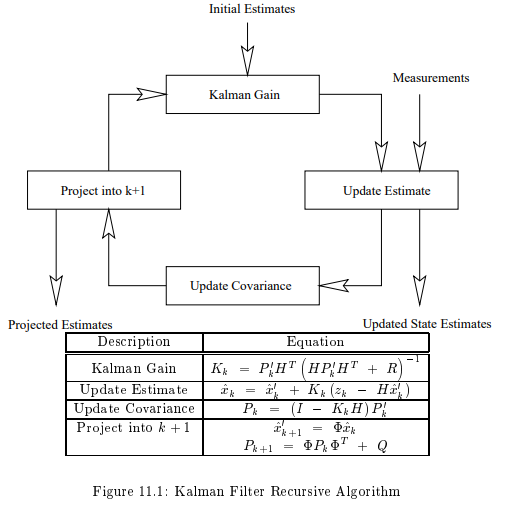 Initial Estimates
Kalman Gain
Measurements
Project into k+1
Update Estimate
Update Covariance
Projected Estimates
Updated State Estimates
Description Equation
Kalman Gain K_k = P'_k H^T (H P'_k H^T + R)^{-1}
Update Estimate x̂_k = x̂'_k + K_k (z_k − H x̂'_k)
Update Covariance P_k = (I − K_k H) P'_k
Project into k + 1 x̂'_{k+1} = Φ x̂_k
P_{k+1} = Φ P_k Φ^T + Q
Figure 11.1: Kalman Filter Recursive Algorithm